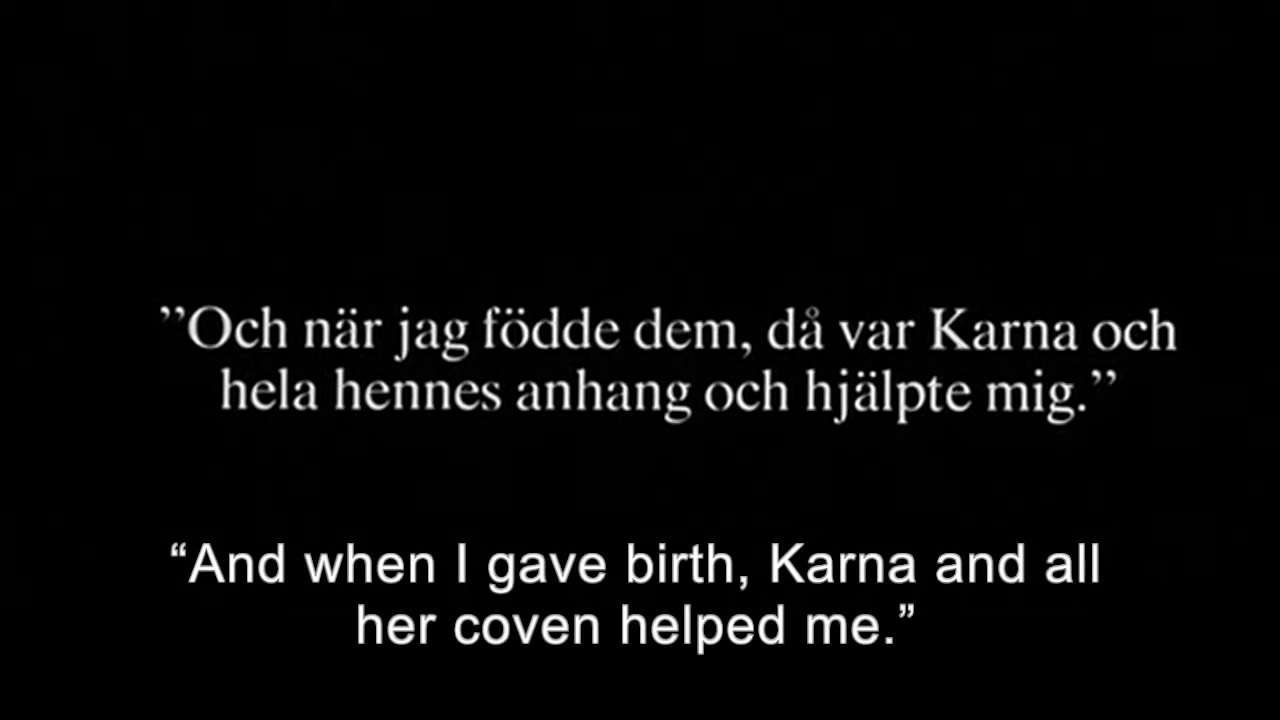 ”Och när jag födde dem, då var Karna och
hela hennes anhang och hjälpte mig.”
“And when I gave birth, Karna and all
her coven helped me.”